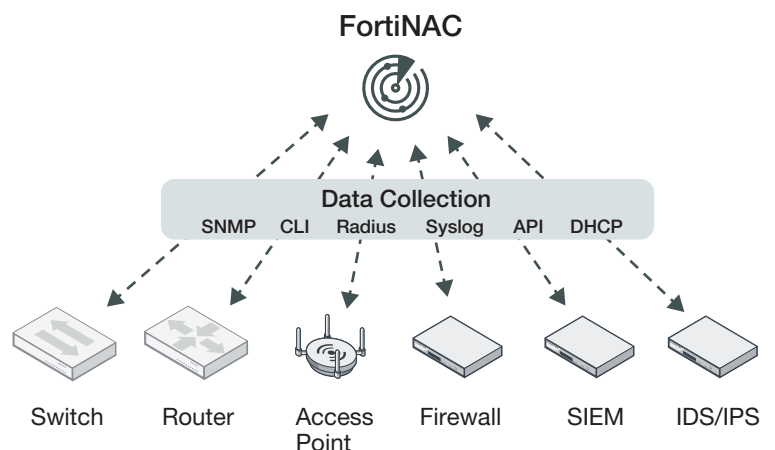 FortiNAC
Data Collection
SNMP CLI Radius Syslog API DHCP
Switch Router Access Point Firewall SIEM IDS/IPS